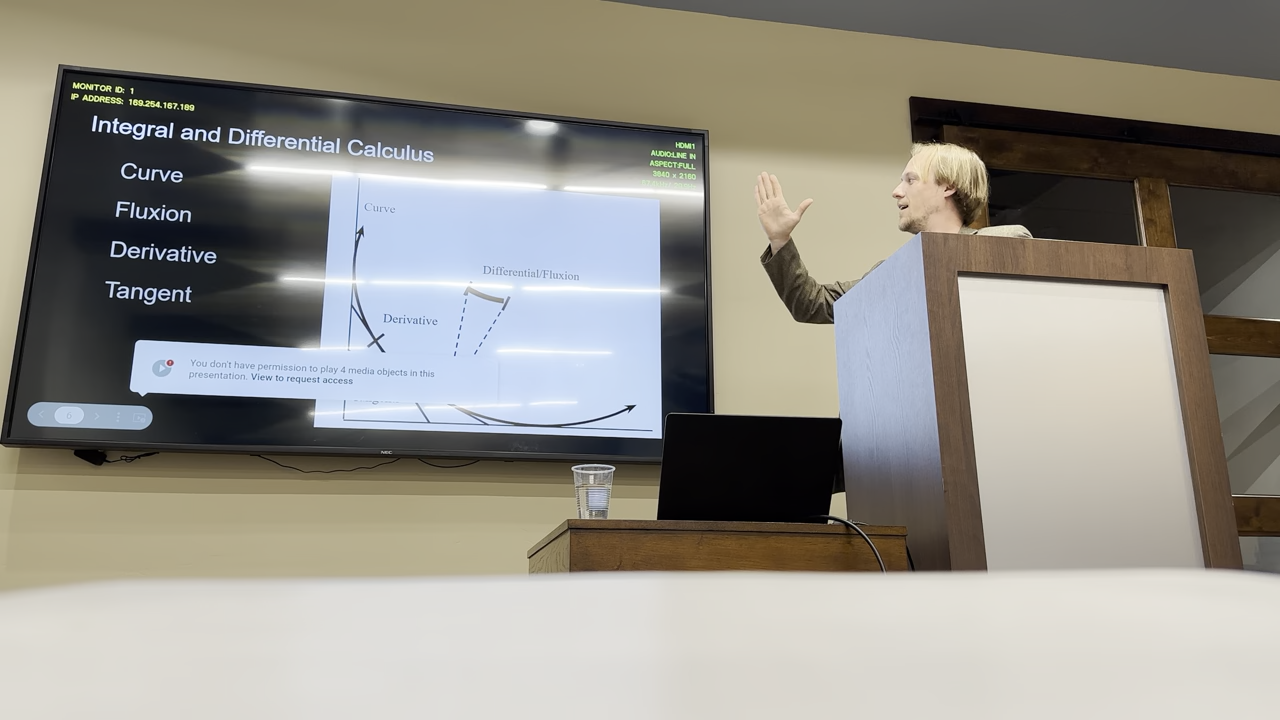 MONITOR ID: 1
IP ADDRESS: 169.254.167.189
HDMI1
AUDIO:LINE IN
ASPECT:FULL
3840 x 2160
Integral and Differential Calculus
Curve
Fluxion
Derivative
Tangent
Curve
Differential/Fluxion
Derivative
You don't have permission to play 4 media objects in this
presentation. View to request access
6
NEC